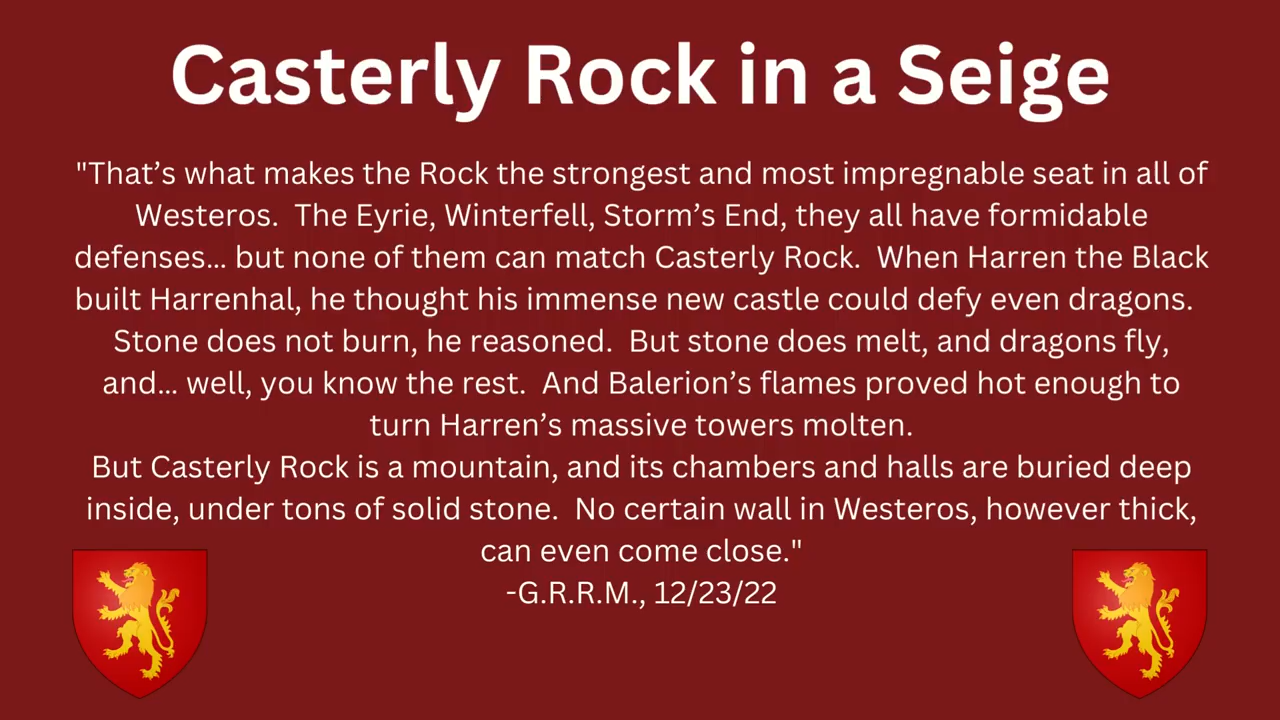 Casterly Rock in a Seige
"That’s what makes the Rock the strongest and most impregnable seat in all of
Westeros.  The Eyrie, Winterfell, Storm’s End, they all have formidable
defenses... but none of them can match Casterly Rock.  When Harren the Black
built Harrenhal, he thought his immense new castle could defy even dragons.
Stone does not burn, he reasoned.  But stone does melt, and dragons fly,
and... well, you know the rest.  And Balerion’s flames proved hot enough to
turn Harren’s massive towers molten.
But Casterly Rock is a mountain, and its chambers and halls are buried deep
inside, under tons of solid stone.  No certain wall in Westeros, however thick,
can even come close."
-G.R.R.M., 12/23/22